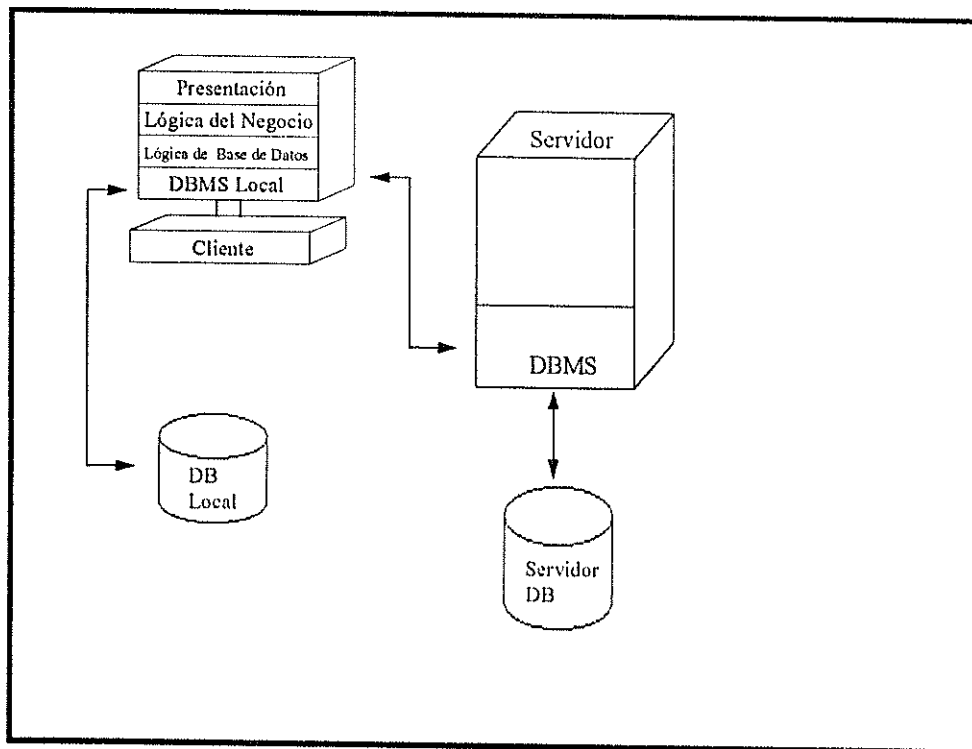 Presentación
Lógica del Negocio
Lógica de Base de Datos
DBMS Local
Cliente
Servidor
DBMS
DB
Local
Servidor
DB